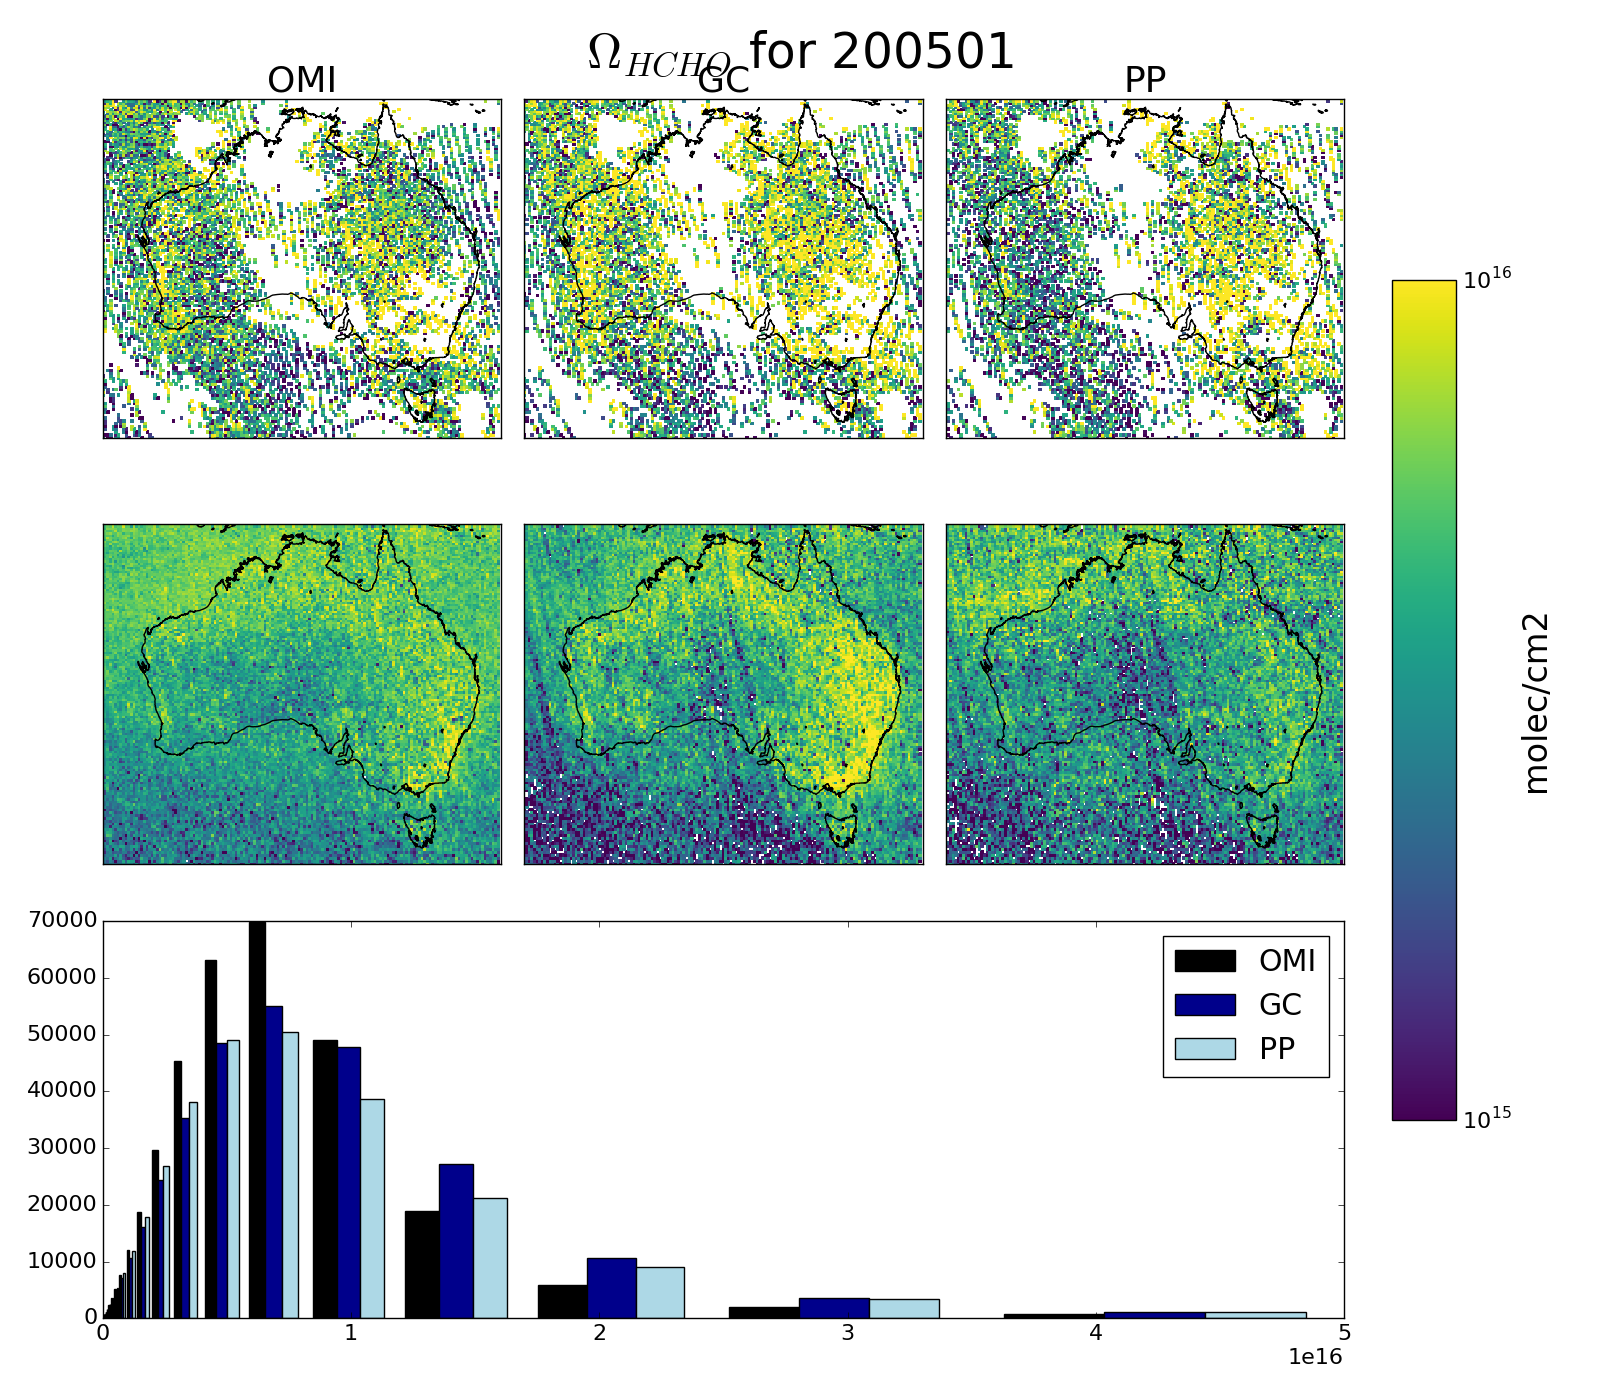 Ω_HCHO for 200501
OMI GC PP
10^16
molec/cm2
10^15
70000
60000
50000
40000
30000
20000
10000
0
OMI
GC
PP
0 1 2 3 4 5
1e16